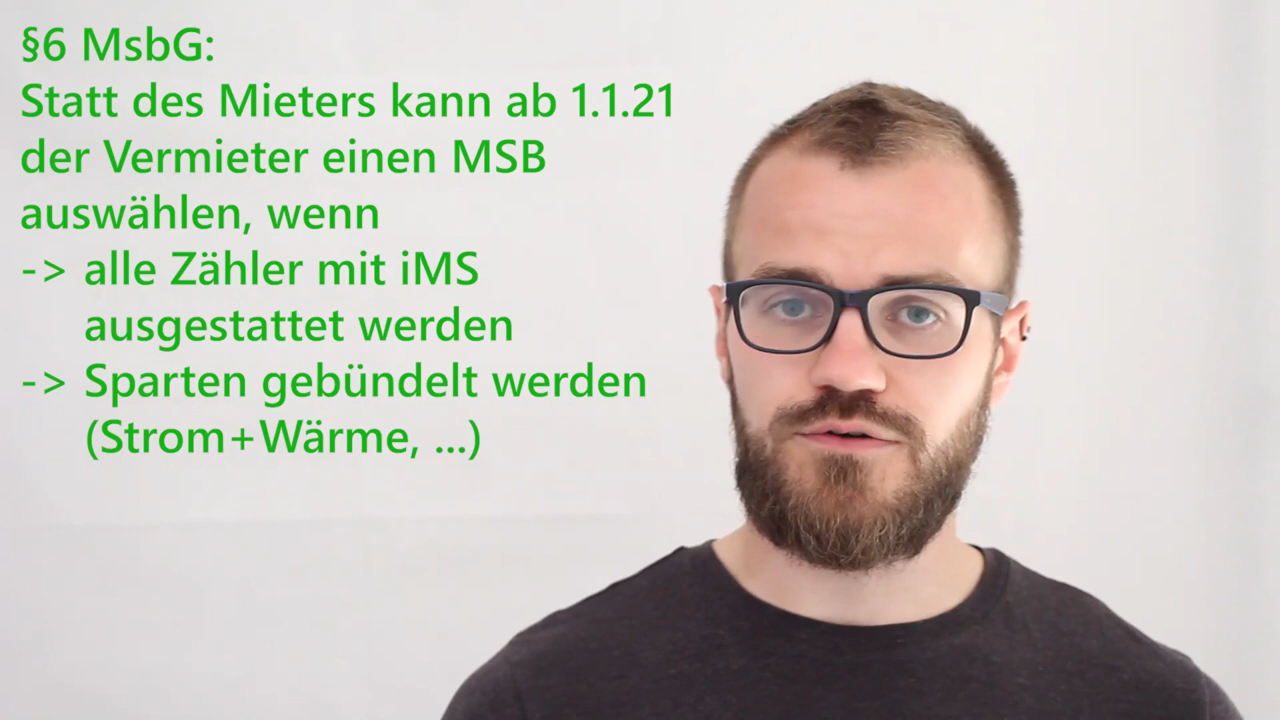 §6 MsbG:
Statt des Mieters kann ab 1.1.21
der Vermieter einen MSB
auswählen, wenn
-> alle Zähler mit iMS
ausgestattet werden
-> Sparten gebündelt werden
(Strom+Wärme, ...)